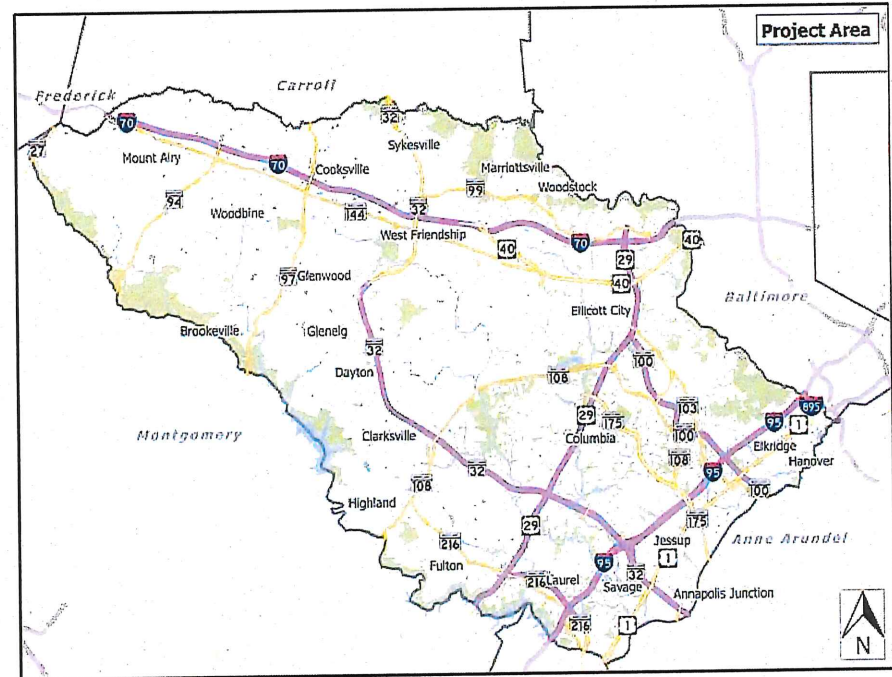 Project Area
Carroll
Frederick
70
32
27
Mount Airy
70
Sykesville
Cooksville
Marriottsville
99
Woodstock
94
Woodbine
144
32
West Friendship
40
70
40
29
97
Glenwood
40
Baltimore
Ellicott City
Brookeville
Glenelg
32
100
Dayton
108
895
103
95
1
Montgomery
29
175
Columbia
100
Elkridge
Clarksville
108
Hanover
32
95
108
100
Highland
175
29
216
Jessup
Anne Arundel
Fulton
95
1
216
Laurel
32
Savage
Annapolis Junction
216
1
N